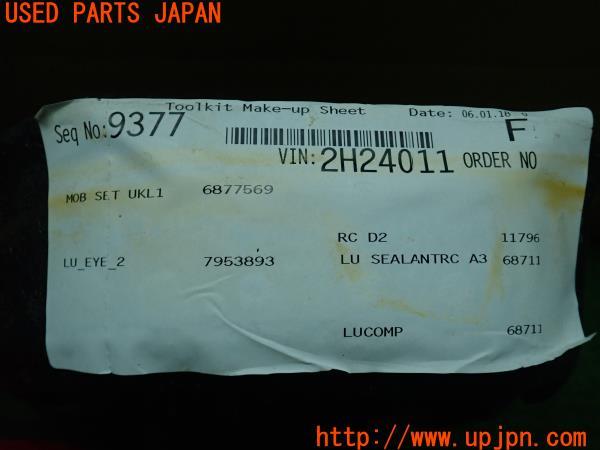 USED PARTS JAPAN
Toolkit Make-up Sheet Date: 06.01.16
Seq No:9377 F
VIN:2H24011 ORDER NO
MOB SET UKL1 6877569
RC D2 11796
LU_EYE_2 7953893 LU SEALANTRC A3 68711
LUCOMP 68711
http://www.upjpn.com